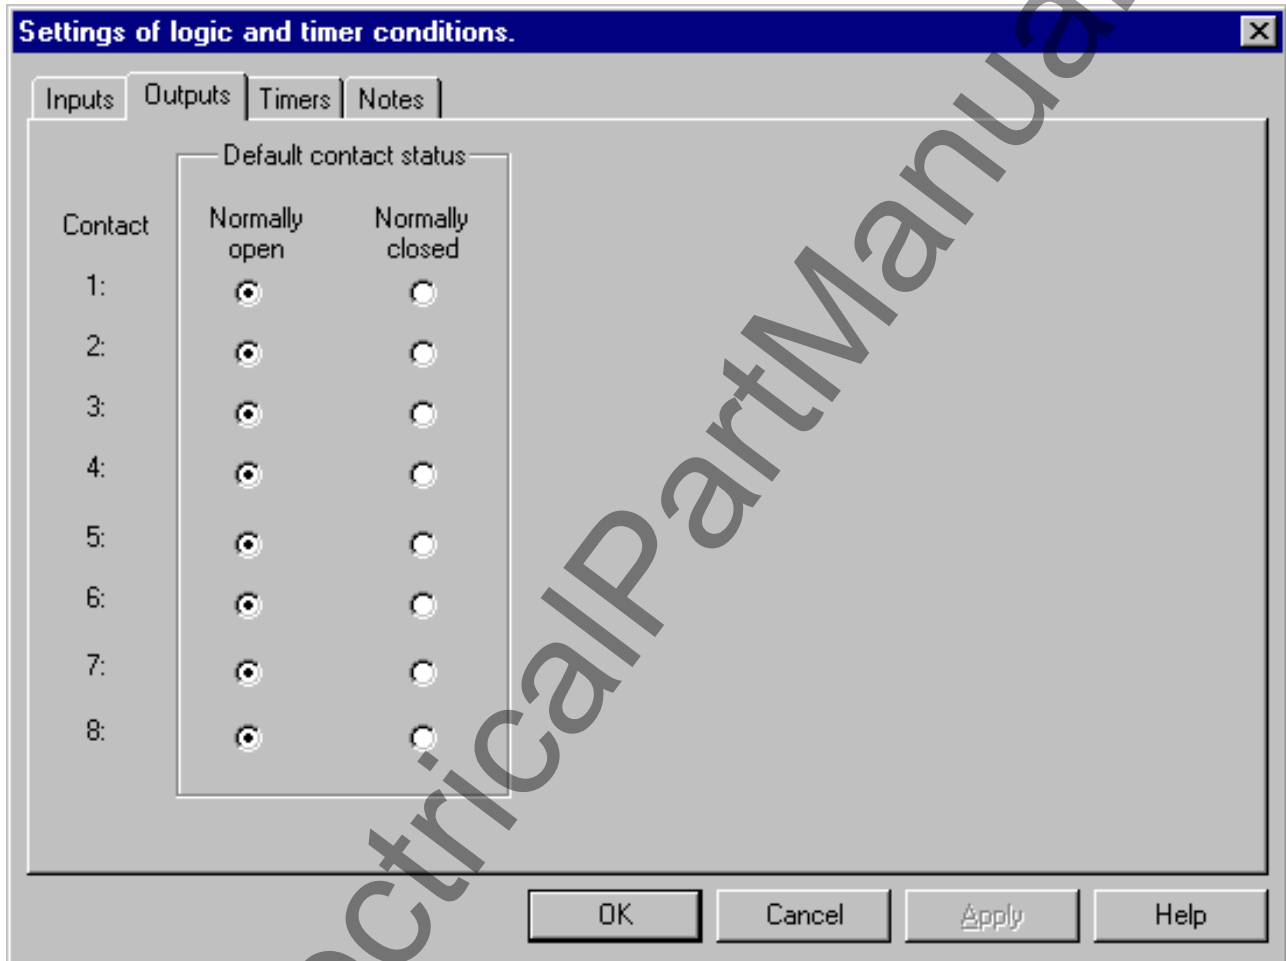 Settings of logic and timer conditions.
Inputs Outputs Timers Notes
Default contact status
Contact Normally open Normally closed
1:
2:
3:
4:
5:
6:
7:
8:
OK Cancel Apply Help
ctricalPartManua